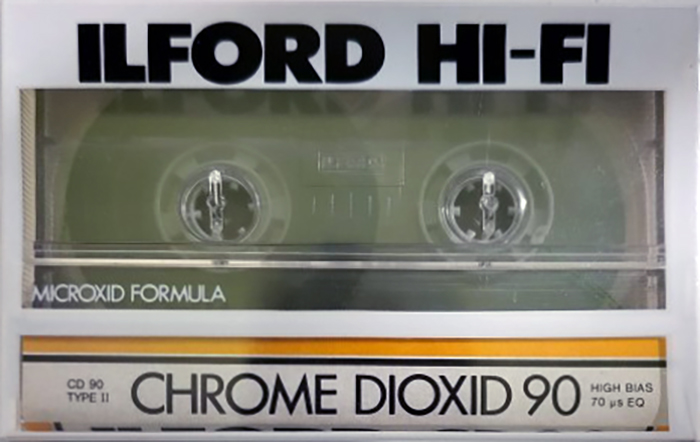 ILFORD HI-FI
MICROXID FORMULA
CD 90
TYPE II
CHROME DIOXID 90
HIGH BIAS
70 µs EQ